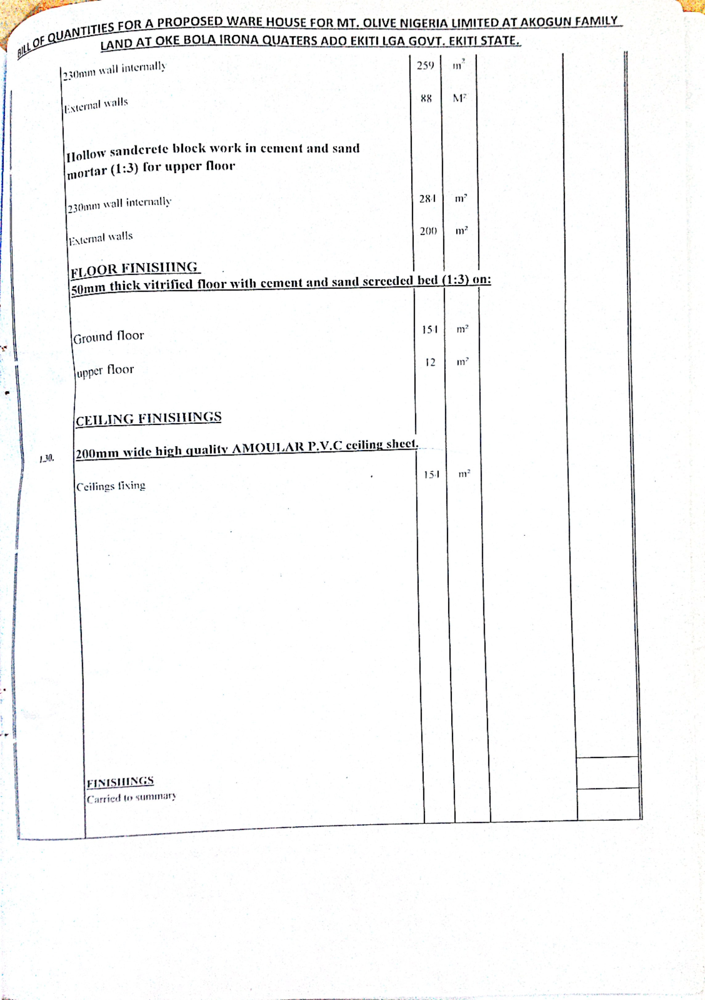 BILL OF QUANTITIES FOR A PROPOSED WARE HOUSE FOR MT. OLIVE NIGERIA LIMITED AT AKOGUN FAMILY
LAND AT OKE BOLA IRONA QUATERS ADO EKITI LGA GOVT. EKITI STATE.
230mm wall internally 259 m²
External walls 88 M²
Hollow sandcrete block work in cement and sand
mortar (1:3) for upper floor
230mm wall internally 284 m²
External walls 200 m²
FLOOR FINISHING
50mm thick vitrified floor with cement and sand screeded bed (1:3) on:
Ground floor 154 m²
upper floor 12 m²
CEILING FINISHINGS
1.30. 200mm wide high quality AMOULAR P.V.C ceiling sheet.
Ceilings fixing 154 m²
FINISHINGS
Carried to summary